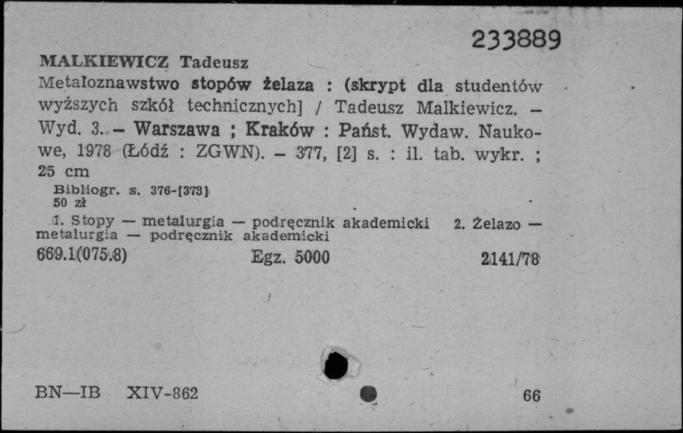 233889
MALKIEWICZ Tadeusz
Metaloznawstwo stopów żelaza : (skrypt dla studentów
wyższych szkół technicznych] / Tadeusz Malkiewicz. —
Wyd. 3. — Warszawa ; Kraków : Państ. Wydaw. Nauko-
we, 1978 (Łódź : ZGWN). — 377, [2] s. : il. tab. wykr. ;
25 cm
Bibliogr. s. 376-[378]
50 zł
1. Stopy — metalurgia — podręcznik akademicki 2. Żelazo —
metalurgia — podręcznik akademicki
669.1(075.8) Egz. 5000 2141/78
BN—IB XIV-862 66